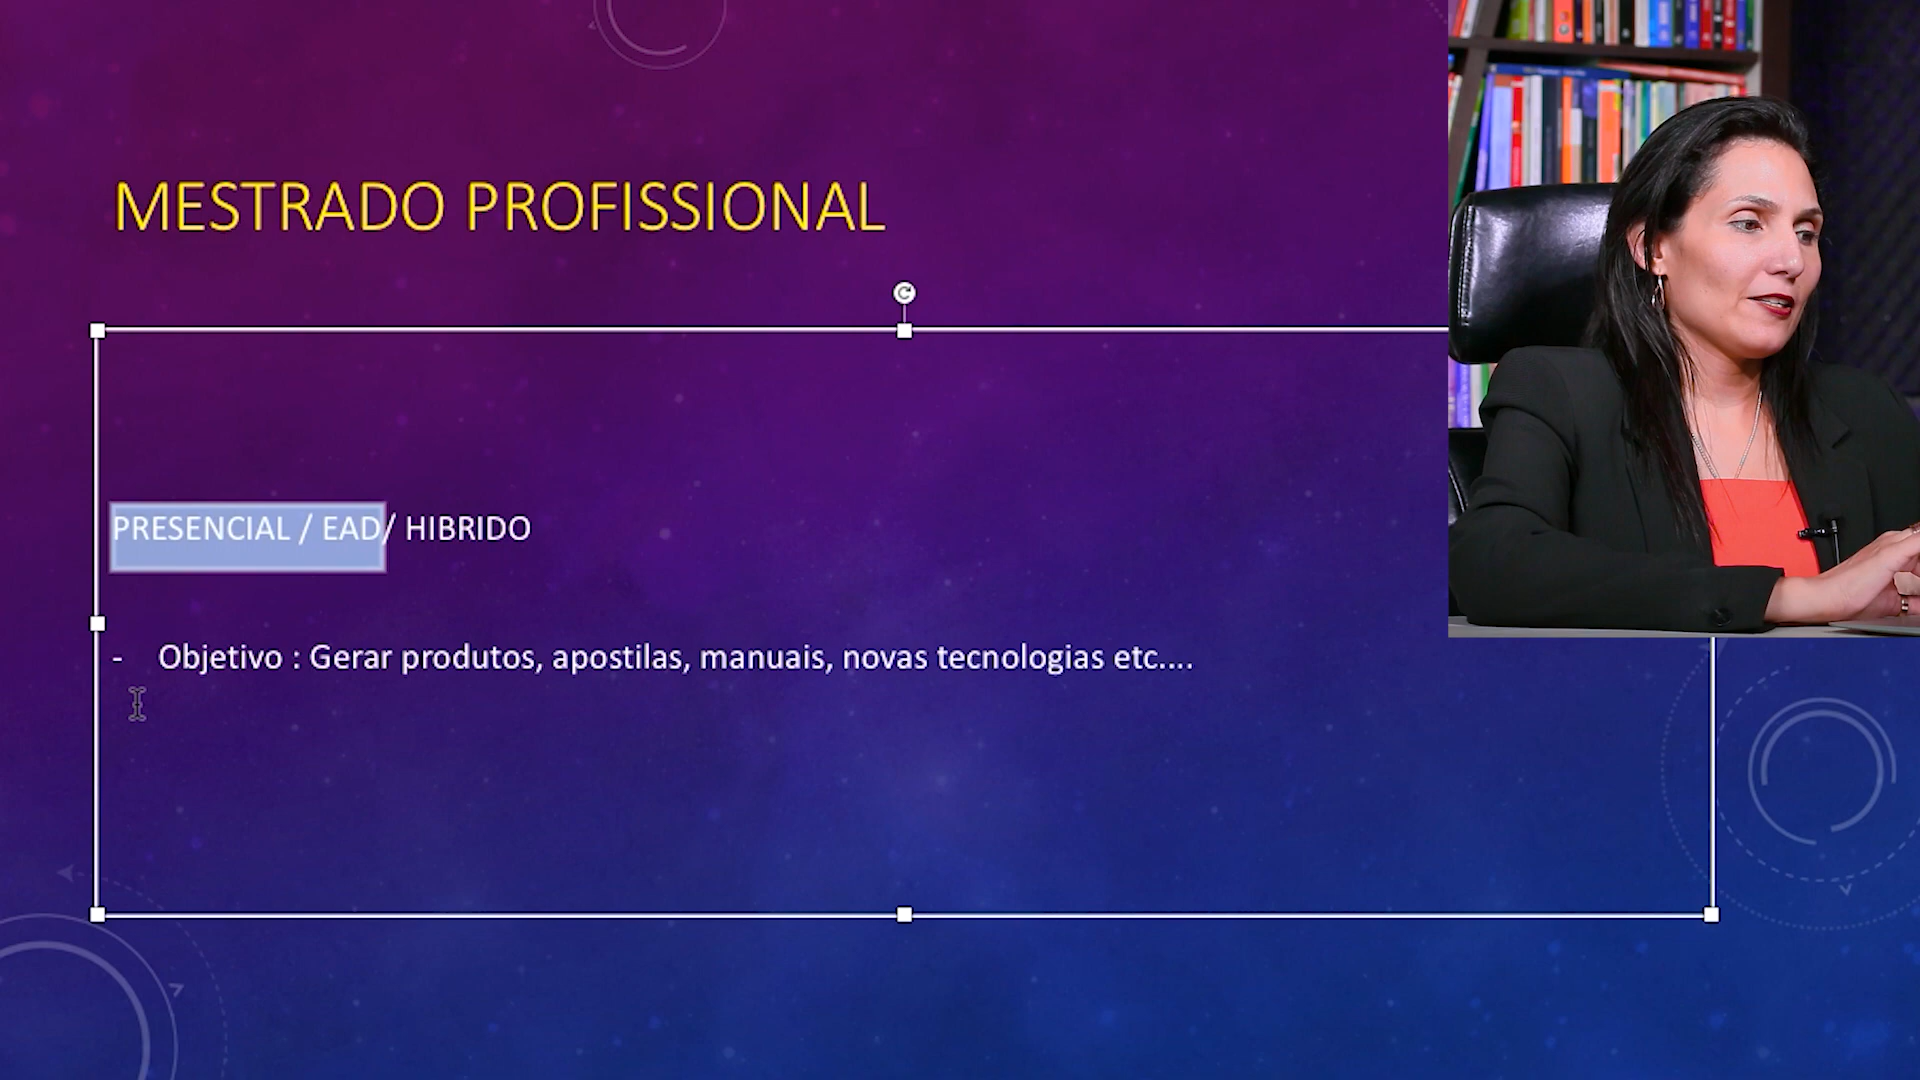 MESTRADO PROFISSIONAL
PRESENCIAL / EAD/ HIBRIDO
- Objetivo : Gerar produtos, apostilas, manuais, novas tecnologias etc....